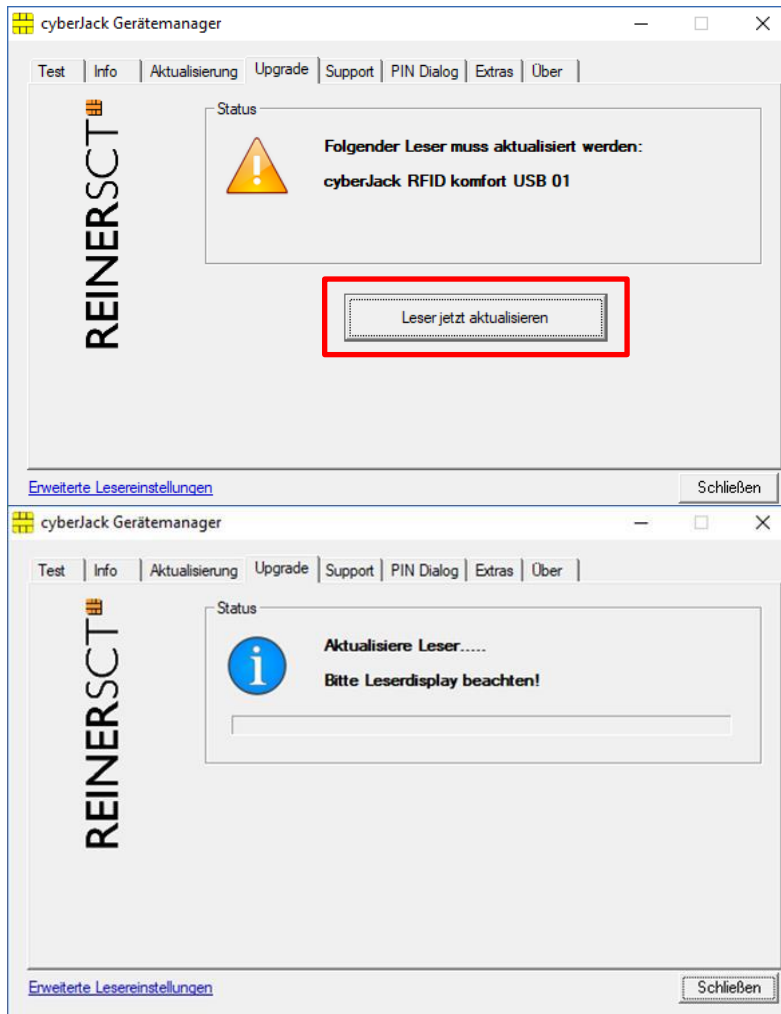 cyberJack Gerätemanager
Test Info Aktualisierung Upgrade Support PIN Dialog Extras Über
REINERSCT
Status
Folgender Leser muss aktualisiert werden:
cyberJack RFID komfort USB 01
Leser jetzt aktualisieren
Erweiterte Lesereinstellungen
Schließen
cyberJack Gerätemanager
Test Info Aktualisierung Upgrade Support PIN Dialog Extras Über
REINERSCT
Status
Aktualisiere Leser.....
Bitte Leserdisplay beachten!
Erweiterte Lesereinstellungen
Schließen